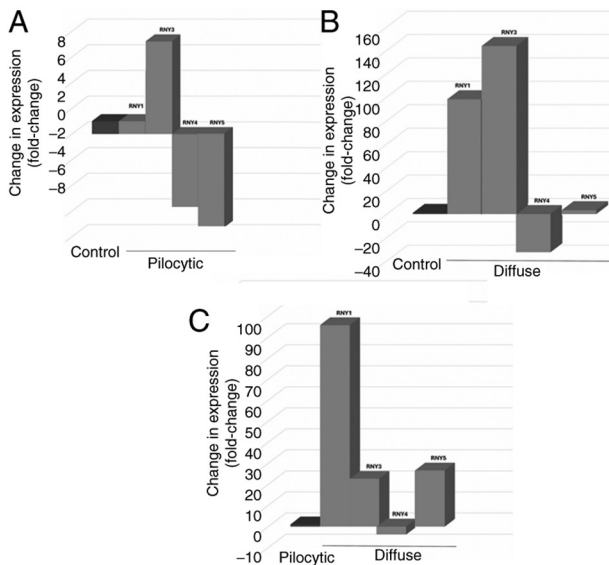 A
Change in expression
(fold-change)
8
6
4
2
0
−2
−4
−6
−8
RNY1
RNY3
RNY4
RNY5
Control
Pilocytic
B
Change in expression
(fold-change)
160
140
120
100
80
60
40
20
0
−20
−40
RNY1
RNY3
RNY4
RNY5
Control
Diffuse
C
Change in expression
(fold-change)
100
90
80
70
60
50
40
30
20
10
0
−10
RNY1
RNY3
RNY4
RNY5
Pilocytic
Diffuse